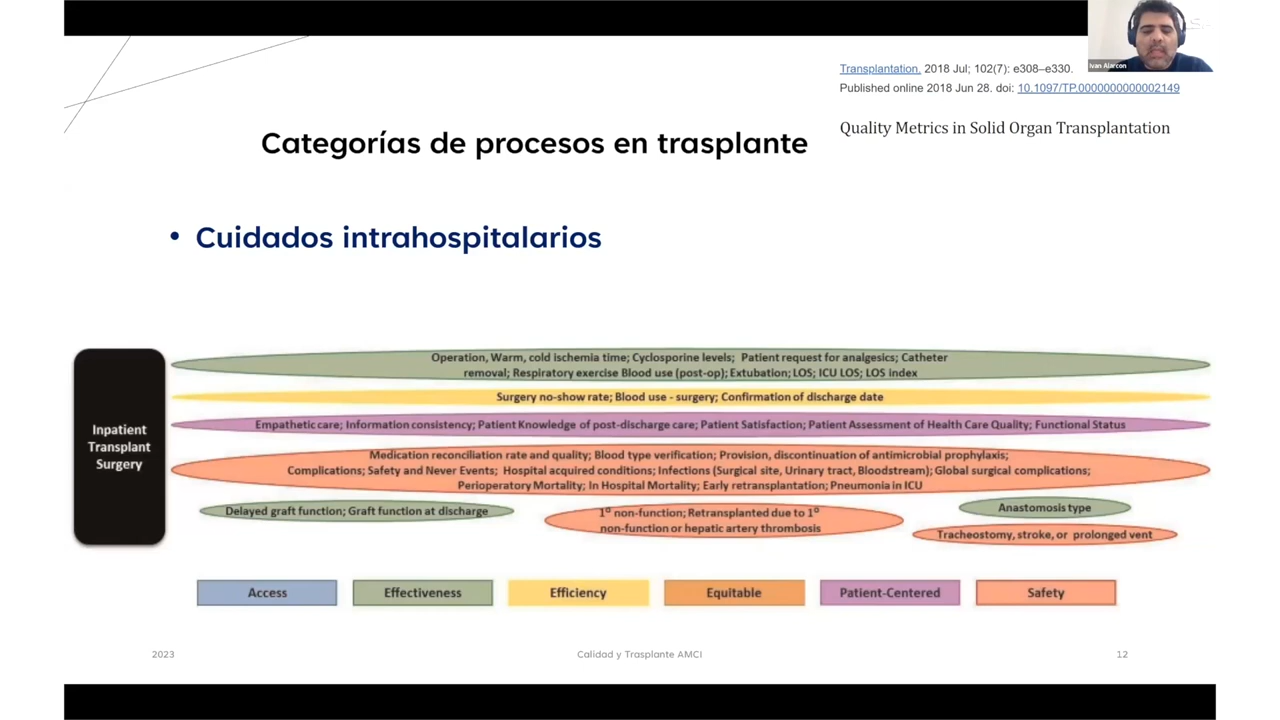 Ivan Alarcon
Transplantation. 2018 Jul; 102(7): e308–e330.
Published online 2018 Jun 28. doi: 10.1097/TP.0000000000002149
Quality Metrics in Solid Organ Transplantation
Categorías de procesos en trasplante
• Cuidados intrahospitalarios
Inpatient
Transplant
Surgery
Operation, Warm, cold ischemia time; Cyclosporine levels; Patient request for analgesics; Catheter
removal; Respiratory exercise Blood use (post-op); Extubation; LOS; ICU LOS; LOS index
Surgery no-show rate; Blood use - surgery; Confirmation of discharge date
Empathetic care; Information consistency; Patient Knowledge of post-discharge care; Patient Satisfaction; Patient Assessment of Health Care Quality; Functional Status
Medication reconciliation rate and quality; Blood type verification; Provision, discontinuation of antimicrobial prophylaxis;
Complications; Safety and Never Events; Hospital acquired conditions; Infections (Surgical site, Urinary tract, Bloodstream); Global surgical complications;
Perioperatory Mortality; In Hospital Mortality; Early retransplantation; Pneumonia in ICU
Delayed graft function; Graft function at discharge
1º non-function; Retransplanted due to 1º
non-function or hepatic artery thrombosis
Anastomosis type
Tracheostomy, stroke, or prolonged vent
Access
Effectiveness
Efficiency
Equitable
Patient-Centered
Safety
2023
Calidad y Trasplante AMCI
12